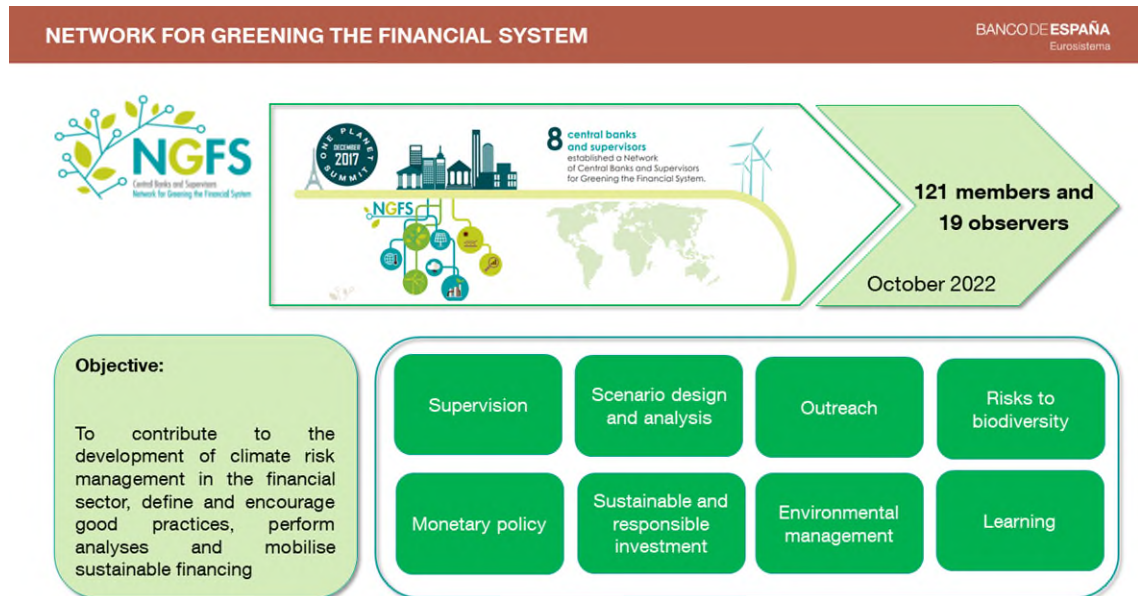 NETWORK FOR GREENING THE FINANCIAL SYSTEM
BANCODEESPAÑA
Eurosistema
NGFS
Central Banks and Supervisors
Network for Greening the Financial System
ONE PLANET SUMMIT
DECEMBER
2017
8 central banks
and supervisors
established a Network
of Central Banks and Supervisors
for Greening the Financial System.
NGFS
121 members and
19 observers
October 2022
Objective:
To contribute to the
development of climate risk
management in the financial
sector, define and encourage
good practices, perform
analyses and mobilise
sustainable financing
Supervision
Scenario design
and analysis
Outreach
Risks to
biodiversity
Monetary policy
Sustainable and
responsible
investment
Environmental
management
Learning